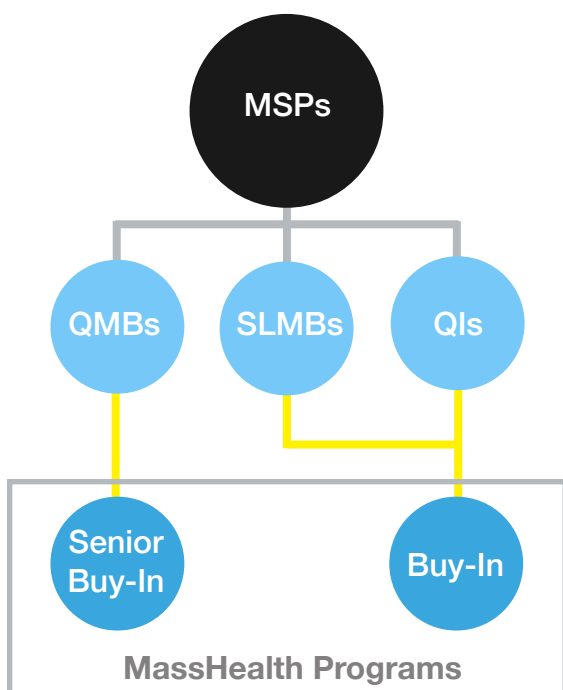 MSPs
QMBs
SLMBs
QIs
Senior
Buy-In
Buy-In
MassHealth Programs